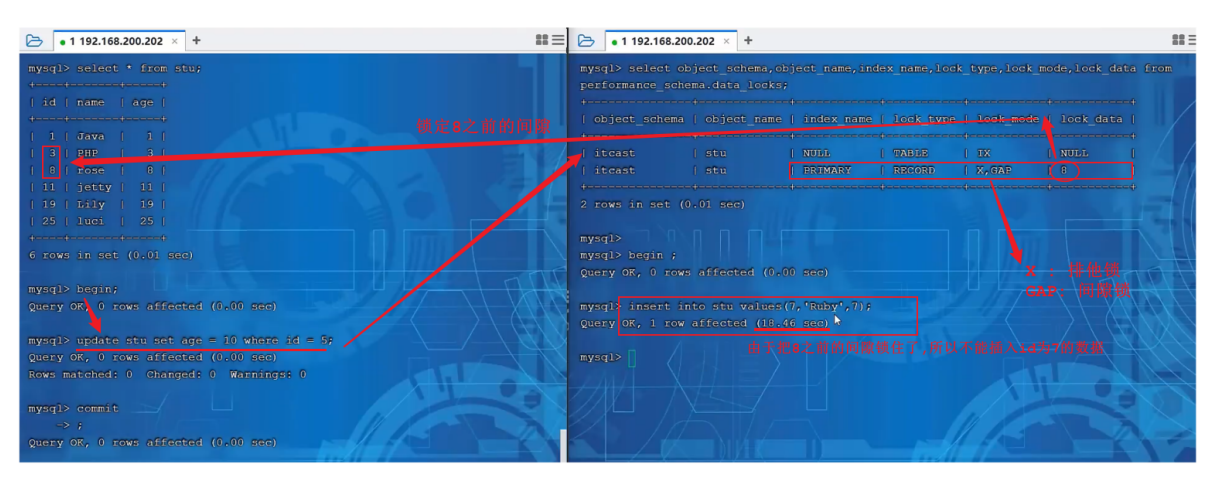 1 192.168.200.202 × +
mysql> select * from stu;
+----+-------+-----+
| id | name | age |
+----+-------+-----+
| 1 | Java | 1 |
| 3 | PHP | 3 |
| 8 | rose | 8 |
| 11 | jetty | 11 |
| 19 | Lily | 19 |
| 25 | luci | 25 |
+----+-------+-----+
6 rows in set (0.01 sec)
mysql> begin;
Query OK, 0 rows affected (0.00 sec)
mysql> update stu set age = 10 where id = 5;
Query OK, 0 rows affected (0.00 sec)
Rows matched: 0 Changed: 0 Warnings: 0
mysql> commit
-> ;
Query OK, 0 rows affected (0.00 sec)
锁定8之前的间隙
1 192.168.200.202 × +
mysql> select object_schema,object_name,index_name,lock_type,lock_mode,lock_data from
performance_schema.data_locks;
+---------------+-------------+------------+-----------+-----------+-----------+
| object_schema | object_name | index_name | lock_type | lock_mode | lock_data |
+---------------+-------------+------------+-----------+-----------+-----------+
| itcast | stu | NULL | TABLE | IX | NULL |
| itcast | stu | PRIMARY | RECORD | X,GAP | 8 |
+---------------+-------------+------------+-----------+-----------+-----------+
2 rows in set (0.01 sec)
mysql>
mysql> begin ;
Query OK, 0 rows affected (0.00 sec)
X : 排他锁
GAP: 间隙锁
mysql> insert into stu values(7,'Ruby',7);
Query OK, 1 row affected (18.46 sec)
由于把8之前的间隙锁住了,所以不能插入id为7的数据
mysql>